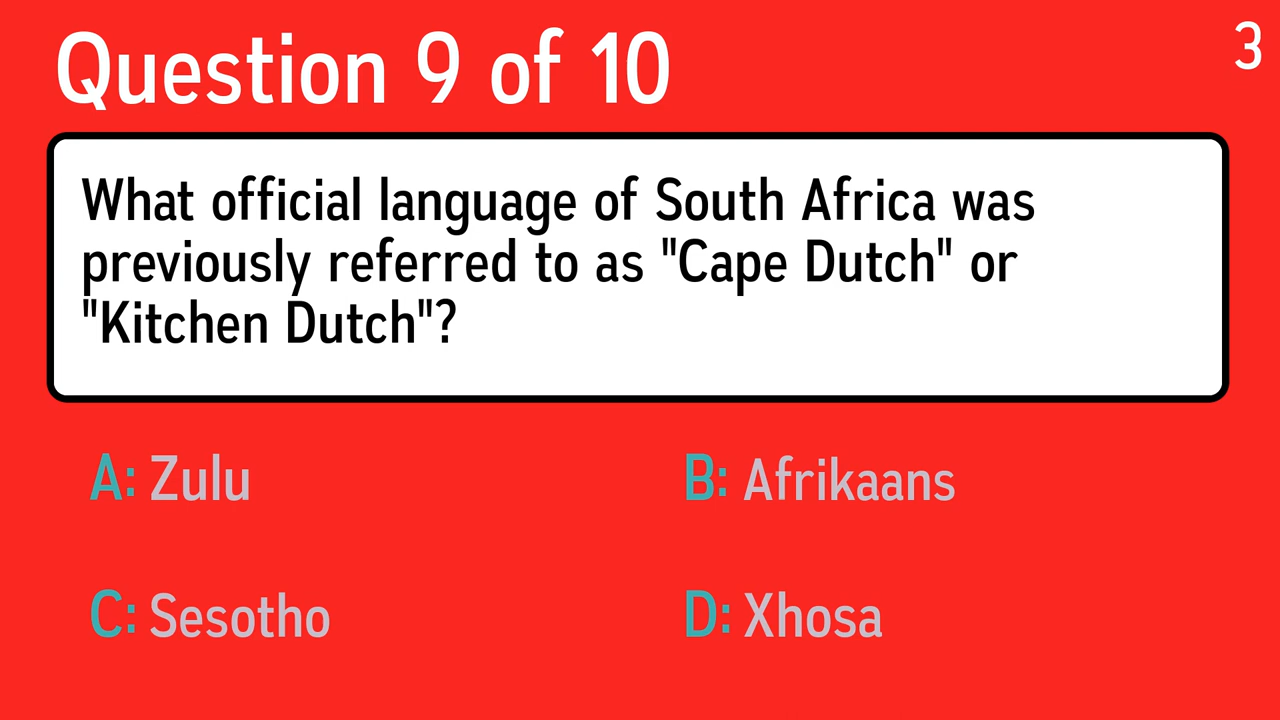 Question 9 of 10
3
What official language of South Africa was
previously referred to as "Cape Dutch" or
"Kitchen Dutch"?
A: Zulu
B: Afrikaans
C: Sesotho
D: Xhosa